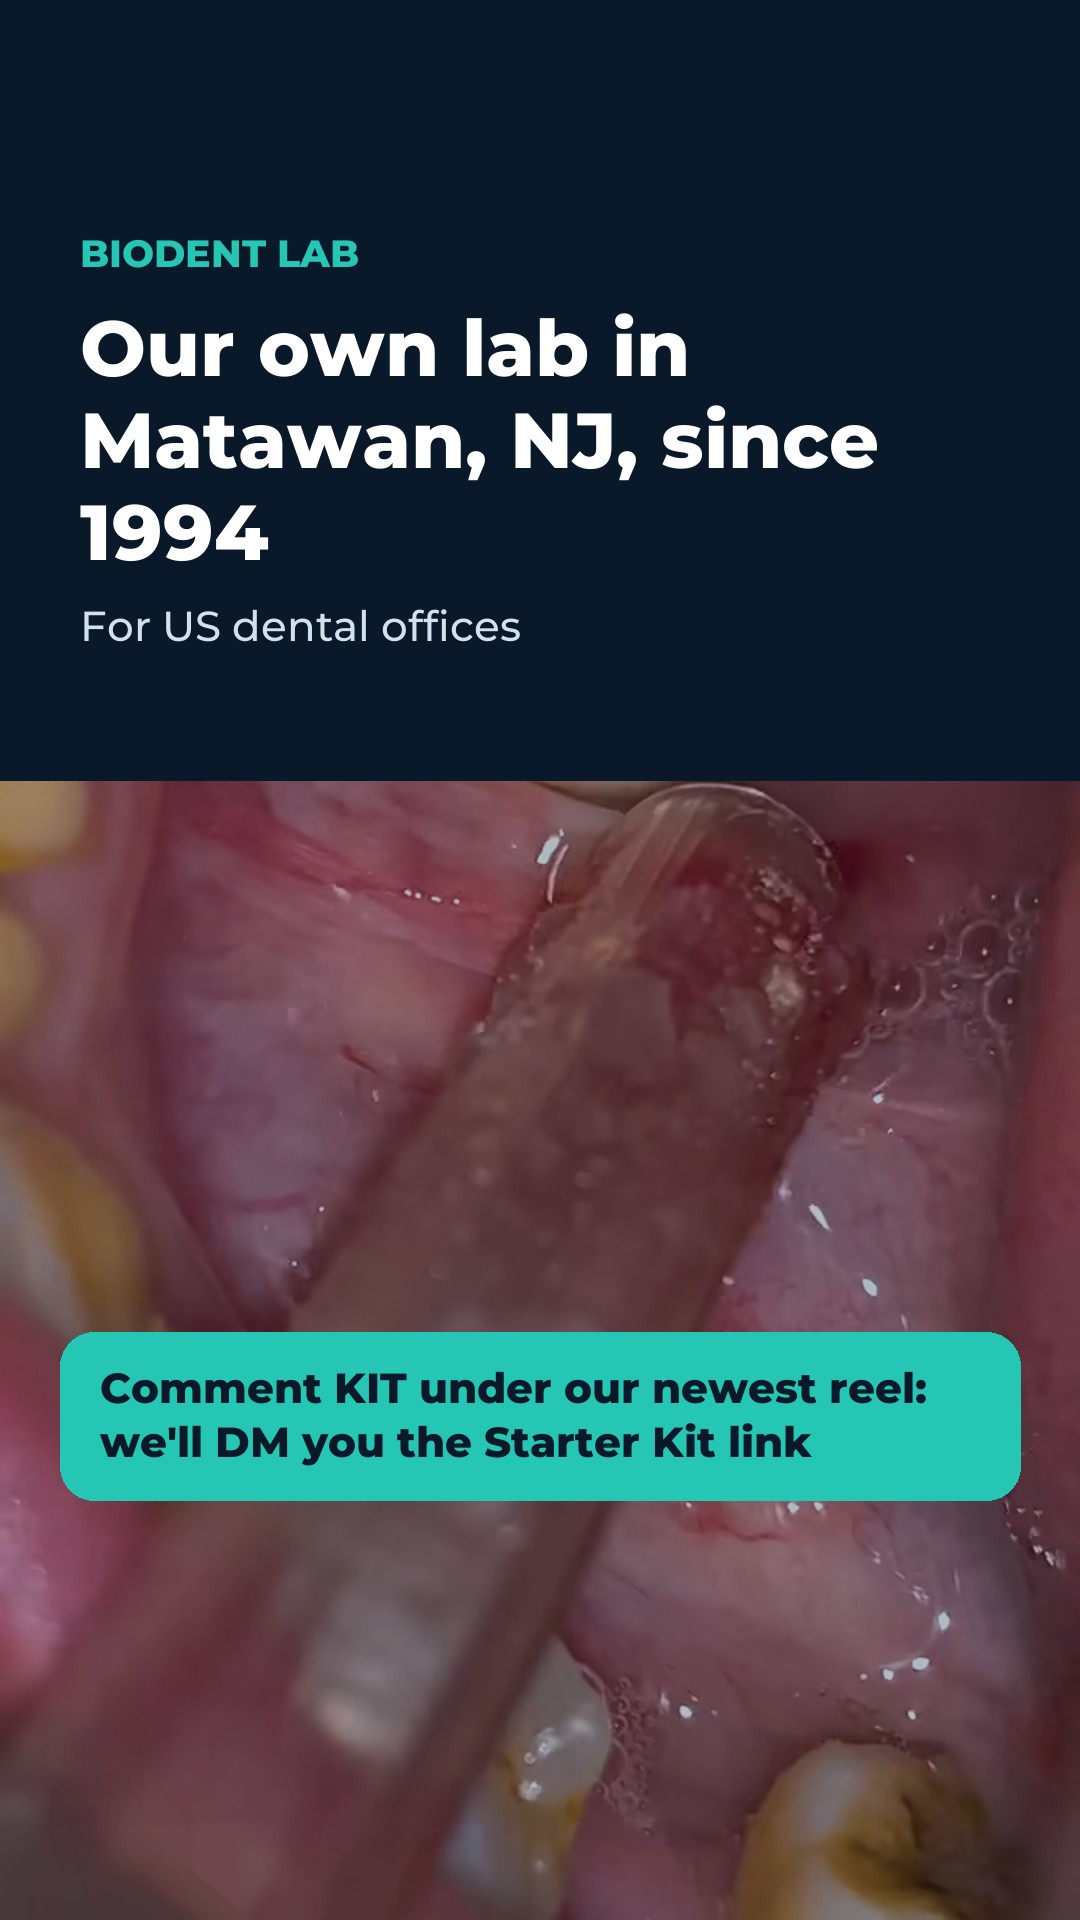 BIODENT LAB
Our own lab in
Matawan, NJ, since
1994
For US dental offices
Comment KIT under our newest reel:
we'll DM you the Starter Kit link